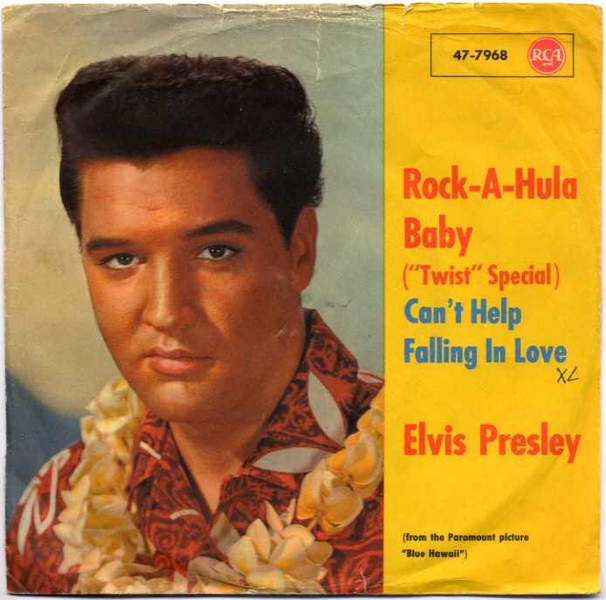 47-7968 RCA
Rock-A-Hula
Baby
("Twist" Special)
Can't Help
Falling In Love
XL
Elvis Presley
(from the Paramount picture
"Blue Hawaii")